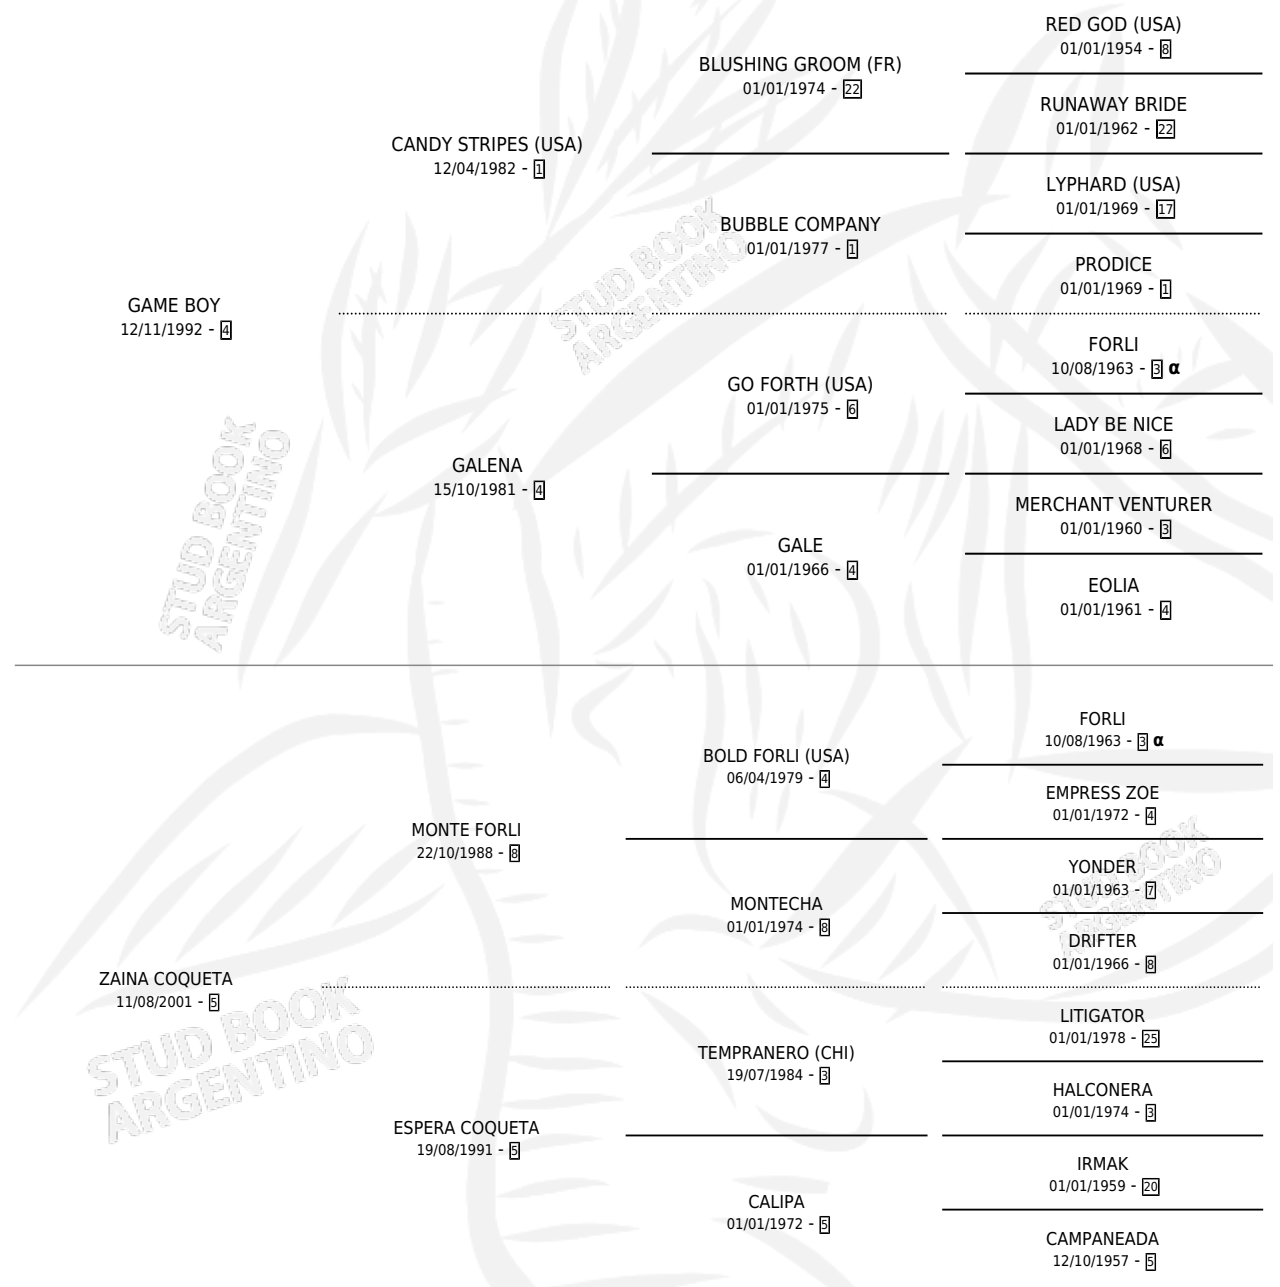 RED GOD (USA)
01/01/1954 - 8
BLUSHING GROOM (FR)
01/01/1974 - 22
RUNAWAY BRIDE
01/01/1962 - 22
CANDY STRIPES (USA)
12/04/1982 - 1
LYPHARD (USA)
01/01/1969 - 17
BUBBLE COMPANY
01/01/1977 - 1
PRODICE
01/01/1969 - 1
GAME BOY
12/11/1992 - 4
FORLI
10/08/1963 - 3 α
GO FORTH (USA)
01/01/1975 - 6
LADY BE NICE
01/01/1968 - 6
GALENA
15/10/1981 - 4
MERCHANT VENTURER
01/01/1960 - 3
GALE
01/01/1966 - 4
EOLIA
01/01/1961 - 4
STUD BOOK
ARGENTINO
STUD BOOK
ARGENTINO
FORLI
10/08/1963 - 3 α
BOLD FORLI (USA)
06/04/1979 - 4
EMPRESS ZOE
01/01/1972 - 4
MONTE FORLI
22/10/1988 - 8
YONDER
01/01/1963 - 7
MONTECHA
01/01/1974 - 8
DRIFTER
01/01/1966 - 8
ZAINA COQUETA
11/08/2001 - 5
LITIGATOR
01/01/1978 - 25
TEMPRANERO (CHI)
19/07/1984 - 3
HALCONERA
01/01/1974 - 3
ESPERA COQUETA
19/08/1991 - 5
IRMAK
01/01/1959 - 20
CALIPA
01/01/1972 - 5
CAMPANEADA
12/10/1957 - 5
STUD BOOK
ARGENTINO
STUD BOOK
ARGENTINO